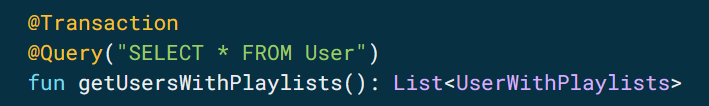 @Transaction
@Query("SELECT * FROM User")
fun getUsersWithPlaylists(): List<UserWithPlaylists>